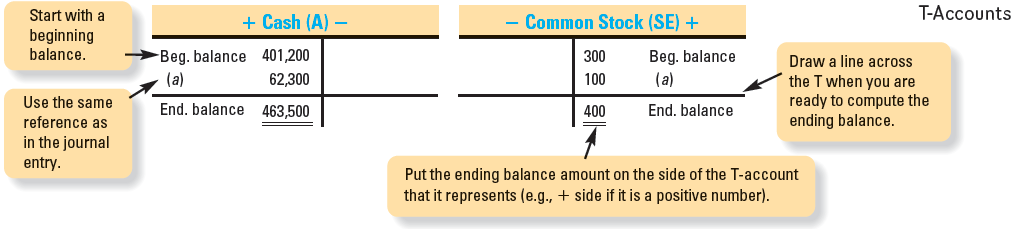 T-Accounts
Start with a
beginning
balance.
+ Cash (A) −
− Common Stock (SE) +
Beg. balance 401,200
300 Beg. balance
(a) 62,300
100 (a)
End. balance 463,500
400 End. balance
Use the same
reference as
in the journal
entry.
Draw a line across
the T when you are
ready to compute the
ending balance.
Put the ending balance amount on the side of the T-account
that it represents (e.g., + side if it is a positive number).